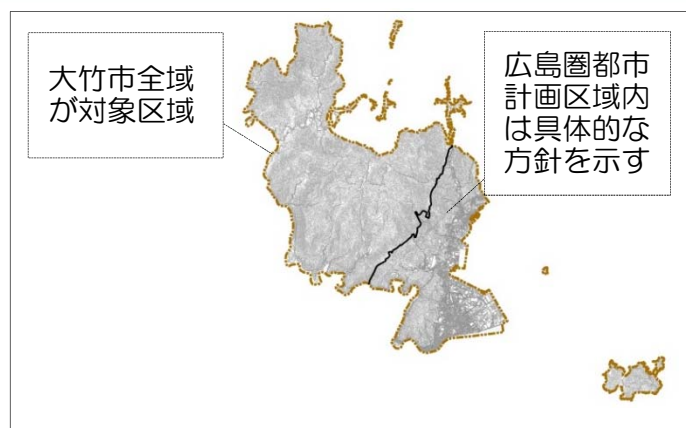 大竹市全域
が対象区域
広島圏都市
計画区域内
は具体的な
方針を示す